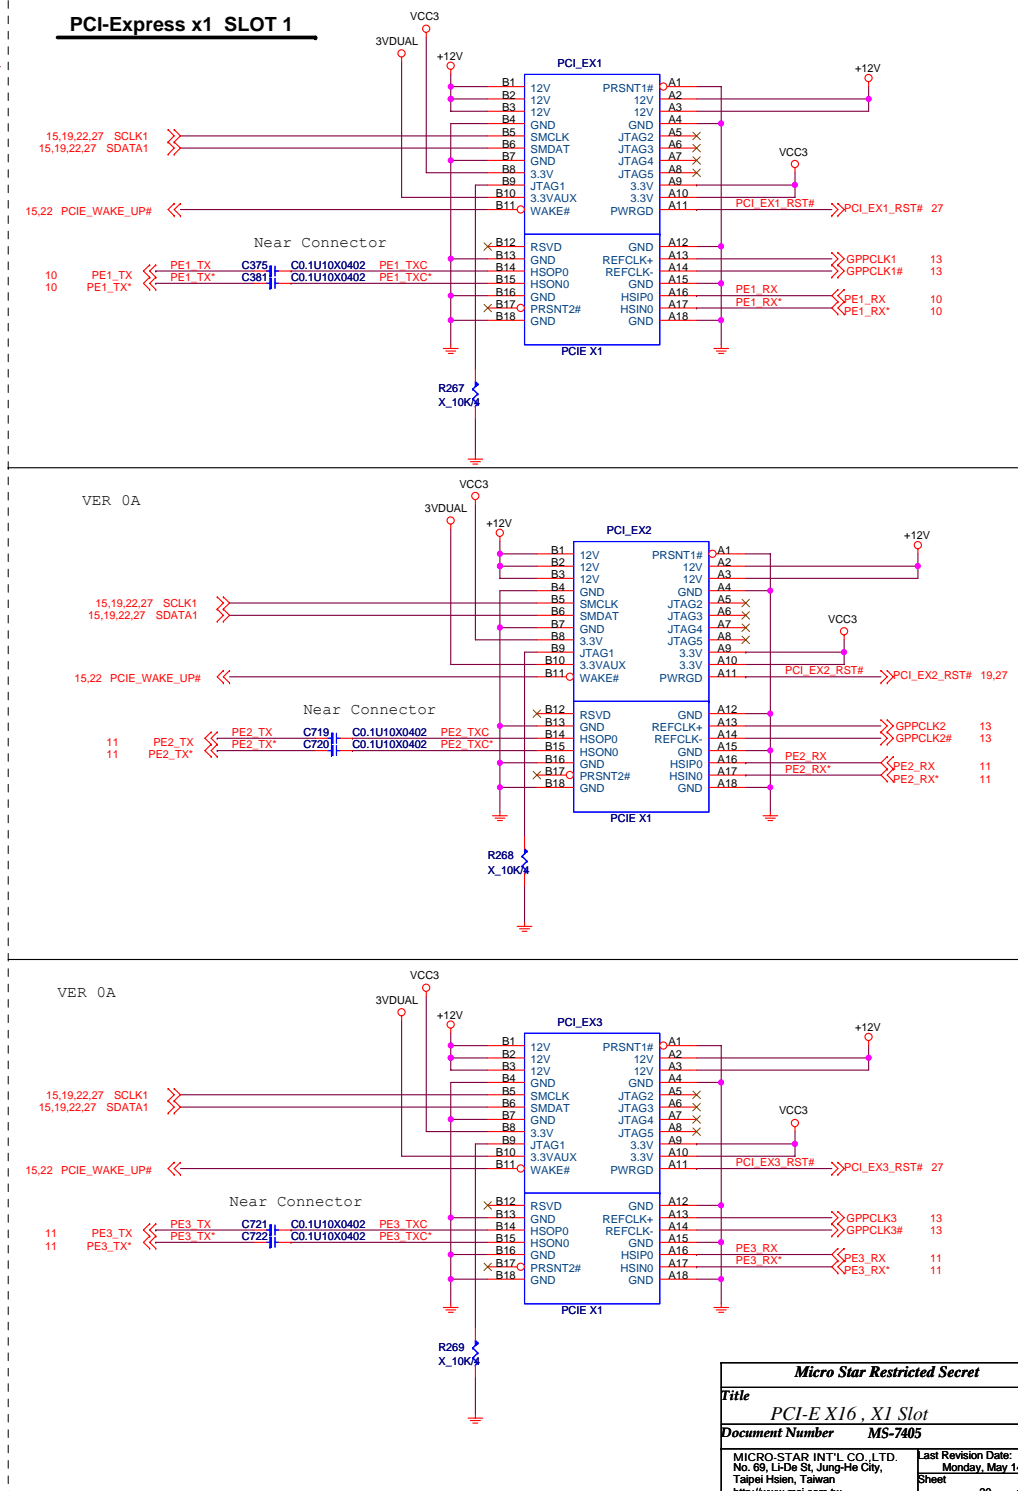 PCI-Express x1 SLOT 1
VCC3
3VDUAL
+12V
PCI_EX1
+12V
B1 12V PRSNT1# A1
B2 12V 12V A2
B3 12V 12V A3
B4 GND GND A4
15,19,22,27 SCLK1 B5 SMCLK JTAG2 A5
15,19,22,27 SDATA1 B6 SMDAT JTAG3 A6
B7 GND JTAG4 A7
VCC3
B8 3.3V JTAG5 A8
B9 JTAG1 3.3V A9
B10 3.3VAUX 3.3V A10
15,22 PCIE_WAKE_UP# B11 WAKE# PWRGD A11 PCI_EX1_RST# PCI_EX1_RST# 27
Near Connector
B12 RSVD GND A12
B13 GND REFCLK+ A13 GPPCLK1 13
10 PE1_TX PE1_TX C375 C0.1U10X0402 PE1_TXC B14 HSOP0 REFCLK- A14 GPPCLK1# 13
10 PE1_TX* PE1_TX* C381 C0.1U10X0402 PE1_TXC* B15 HSON0 GND A15
B16 GND HSIP0 A16 PE1_RX PE1_RX 10
B17 PRSNT2# HSIN0 A17 PE1_RX* PE1_RX* 10
B18 GND GND A18
PCIE X1
R267
X_10K/4
VER 0A
VCC3
3VDUAL
+12V
PCI_EX2
+12V
B1 12V PRSNT1# A1
B2 12V 12V A2
B3 12V 12V A3
B4 GND GND A4
15,19,22,27 SCLK1 B5 SMCLK JTAG2 A5
15,19,22,27 SDATA1 B6 SMDAT JTAG3 A6
B7 GND JTAG4 A7
VCC3
B8 3.3V JTAG5 A8
B9 JTAG1 3.3V A9
B10 3.3VAUX 3.3V A10
15,22 PCIE_WAKE_UP# B11 WAKE# PWRGD A11 PCI_EX2_RST# PCI_EX2_RST# 19,27
Near Connector
B12 RSVD GND A12
B13 GND REFCLK+ A13 GPPCLK2 13
11 PE2_TX PE2_TX C719 C0.1U10X0402 PE2_TXC B14 HSOP0 REFCLK- A14 GPPCLK2# 13
11 PE2_TX* PE2_TX* C720 C0.1U10X0402 PE2_TXC* B15 HSON0 GND A15
B16 GND HSIP0 A16 PE2_RX PE2_RX 11
B17 PRSNT2# HSIN0 A17 PE2_RX* PE2_RX* 11
B18 GND GND A18
PCIE X1
R268
X_10K/4
VER 0A
VCC3
3VDUAL
+12V
PCI_EX3
+12V
B1 12V PRSNT1# A1
B2 12V 12V A2
B3 12V 12V A3
B4 GND GND A4
15,19,22,27 SCLK1 B5 SMCLK JTAG2 A5
15,19,22,27 SDATA1 B6 SMDAT JTAG3 A6
B7 GND JTAG4 A7
VCC3
B8 3.3V JTAG5 A8
B9 JTAG1 3.3V A9
B10 3.3VAUX 3.3V A10
15,22 PCIE_WAKE_UP# B11 WAKE# PWRGD A11 PCI_EX3_RST# PCI_EX3_RST# 27
Near Connector
B12 RSVD GND A12
B13 GND REFCLK+ A13 GPPCLK3 13
11 PE3_TX PE3_TX C721 C0.1U10X0402 PE3_TXC B14 HSOP0 REFCLK- A14 GPPCLK3# 13
11 PE3_TX* PE3_TX* C722 C0.1U10X0402 PE3_TXC* B15 HSON0 GND A15
B16 GND HSIP0 A16 PE3_RX PE3_RX 11
B17 PRSNT2# HSIN0 A17 PE3_RX* PE3_RX* 11
B18 GND GND A18
PCIE X1
R269
X_10K/4
Micro Star Restricted Secret
Title
PCI-E X16 , X1 Slot
Document Number MS-7405
MICRO-STAR INT'L CO.,LTD.
No. 69, Li-De St, Jung-He City,
Taipei Hsien, Taiwan
Last Revision Date:
Monday, May 14
Sheet